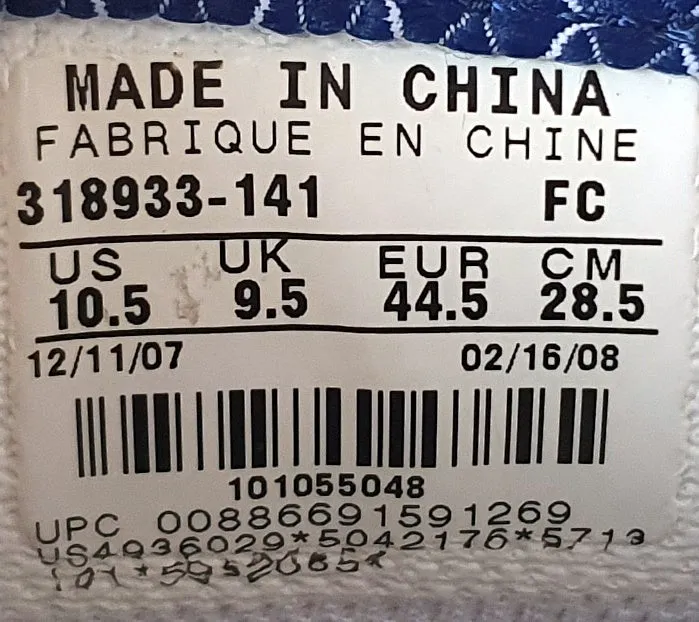 MADE IN CHINA
FABRIQUE EN CHINE
318933-141 FC
US UK EUR CM
10.5 9.5 44.5 28.5
12/11/07 02/16/08
101055048
UPC 00886691591269
US4936029*5042176*5713